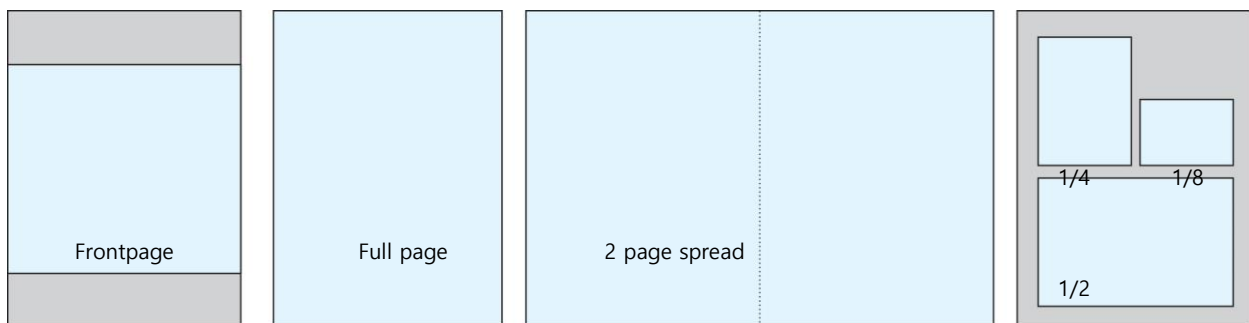 Frontpage
Full page
2 page spread
1/4
1/8
1/2